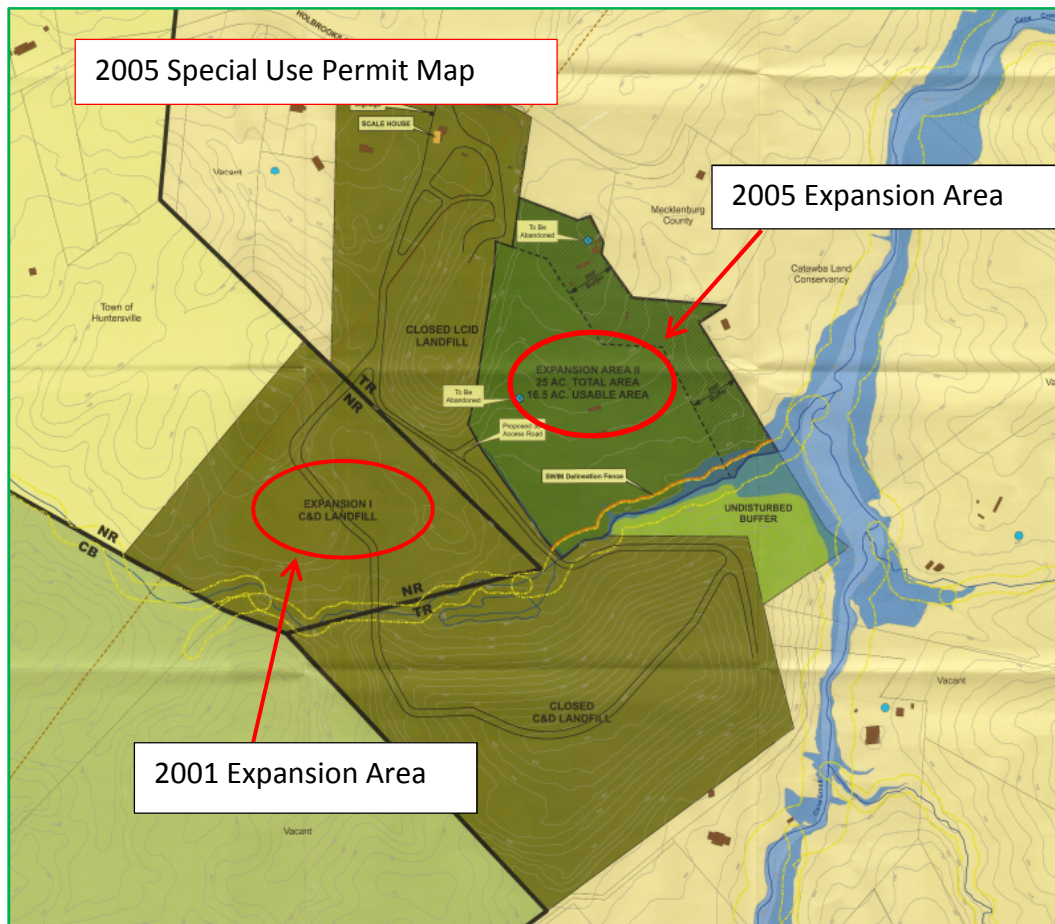 HOLBROOKS
2005 Special Use Permit Map
SCALE HOUSE
Vacant
2005 Expansion Area
Mecklenburg
County
To Be
Abandoned
Catawba Land
Conservancy
Town of
Huntersville
CLOSED LCID
LANDFILL
EXPANSION AREA II
25 AC. TOTAL AREA
16.5 AC. USABLE AREA
TR
NR
To Be
Abandoned
Proposed
Access Road
SWIM Delineation Fence
EXPANSION I
C&D LANDFILL
UNDISTURBED
BUFFER
NR
CB
NR
TR
Vacant
CLOSED
C&D LANDFILL
2001 Expansion Area
Vacant